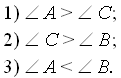 1) ∠ A > ∠ C;
2) ∠ C > ∠ B;
3) ∠ A < ∠ B.